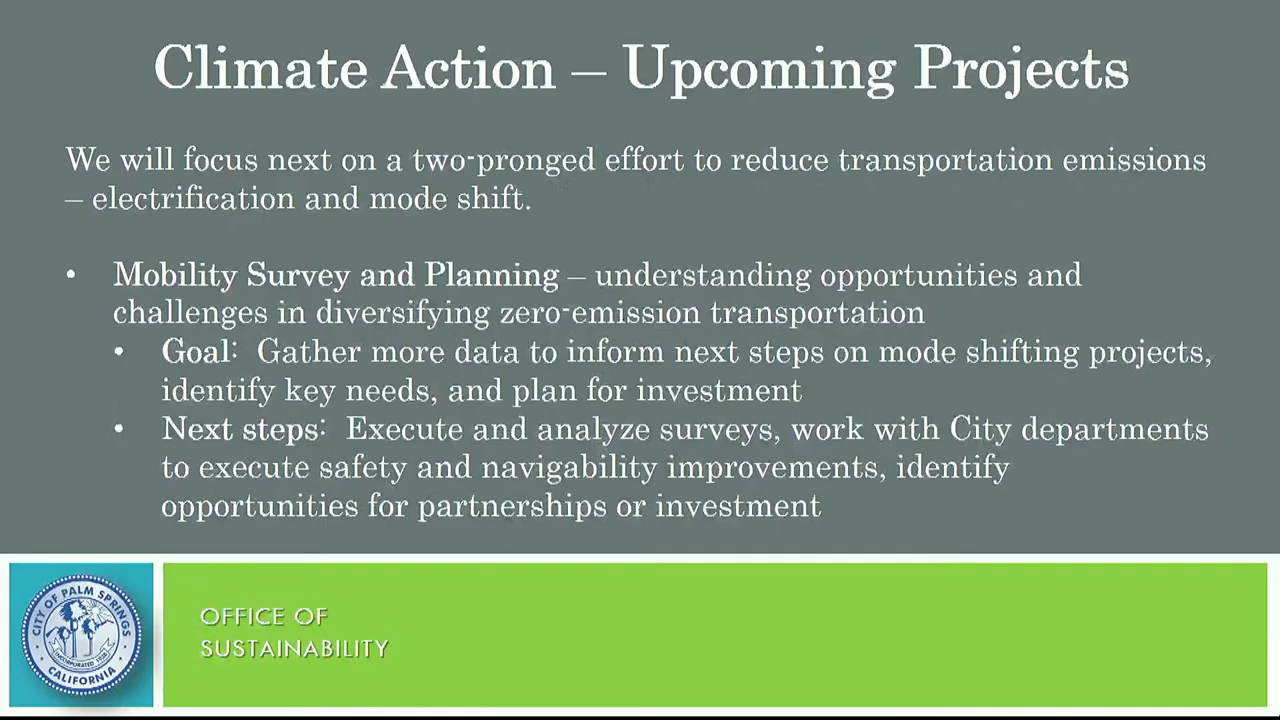 Climate Action – Upcoming Projects
We will focus next on a two-pronged effort to reduce transportation emissions
– electrification and mode shift.
• Mobility Survey and Planning – understanding opportunities and
challenges in diversifying zero-emission transportation
• Goal: Gather more data to inform next steps on mode shifting projects,
identify key needs, and plan for investment
• Next steps: Execute and analyze surveys, work with City departments
to execute safety and navigability improvements, identify
opportunities for partnerships or investment
CITY OF PALM SPRINGS
CALIFORNIA
OFFICE OF
SUSTAINABILITY